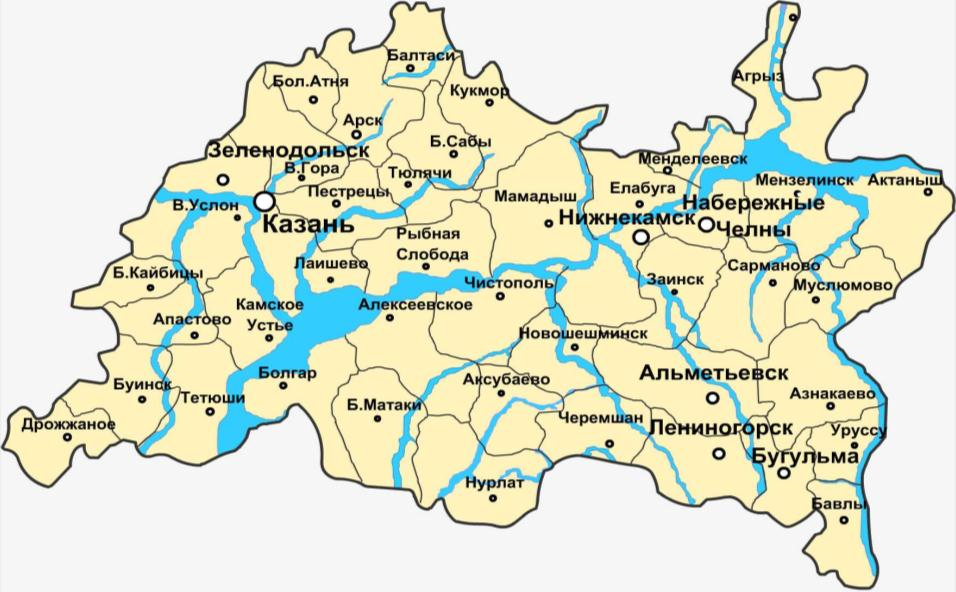 Балтаси
Агрыз
Бол.Атня
Кукмор
Арск
Б.Сабы
Зеленодольск
Менделеевск
В.Гора
Тюлячи
Мензелинск
Актаныш
Пестрецы
Елабуга
Мамадыш
Набережные
Челны
В.Услон
Казань
Нижнекамск
Рыбная
Слобода
Лаишево
Сарманово
Б.Кайбицы
Заинск
Чистополь
Муслюмово
Камское
Устье
Алексеевское
Апастово
Новошешминск
Болгар
Альметьевск
Буинск
Аксубаево
Тетюши
Азнакаево
Б.Матаки
Черемшан
Дрожжаное
Лениногорск
Уруссу
Бугульма
Нурлат
Бавлы